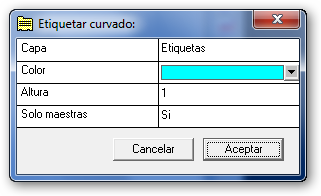 Etiquetar curvado:
Capa Etiquetas
Color
Altura 1
Solo maestras Si
Cancelar Aceptar